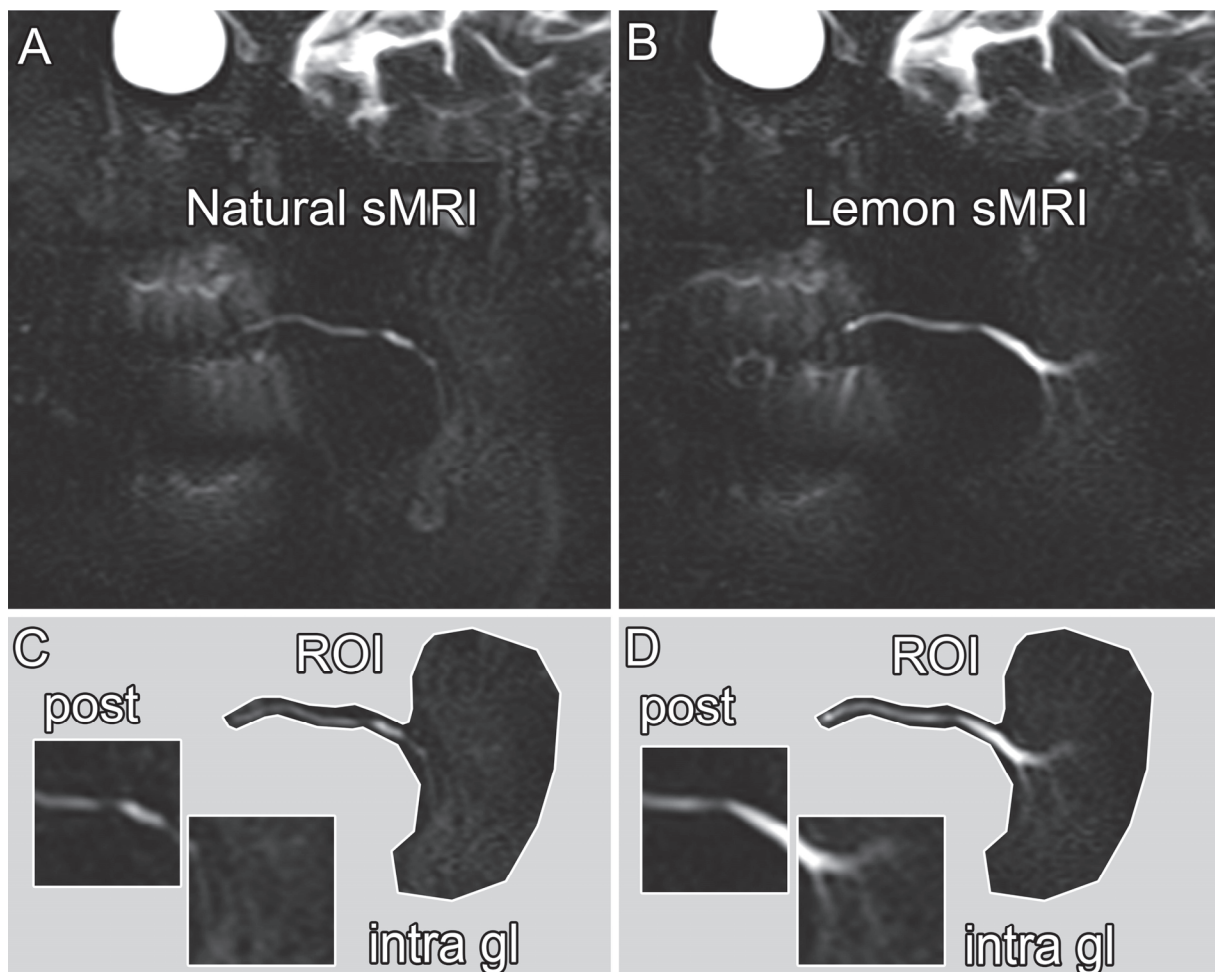 A
B
Natural sMRI
Lemon sMRI
C
ROI
post
intra gl
D
ROI
post
intra gl